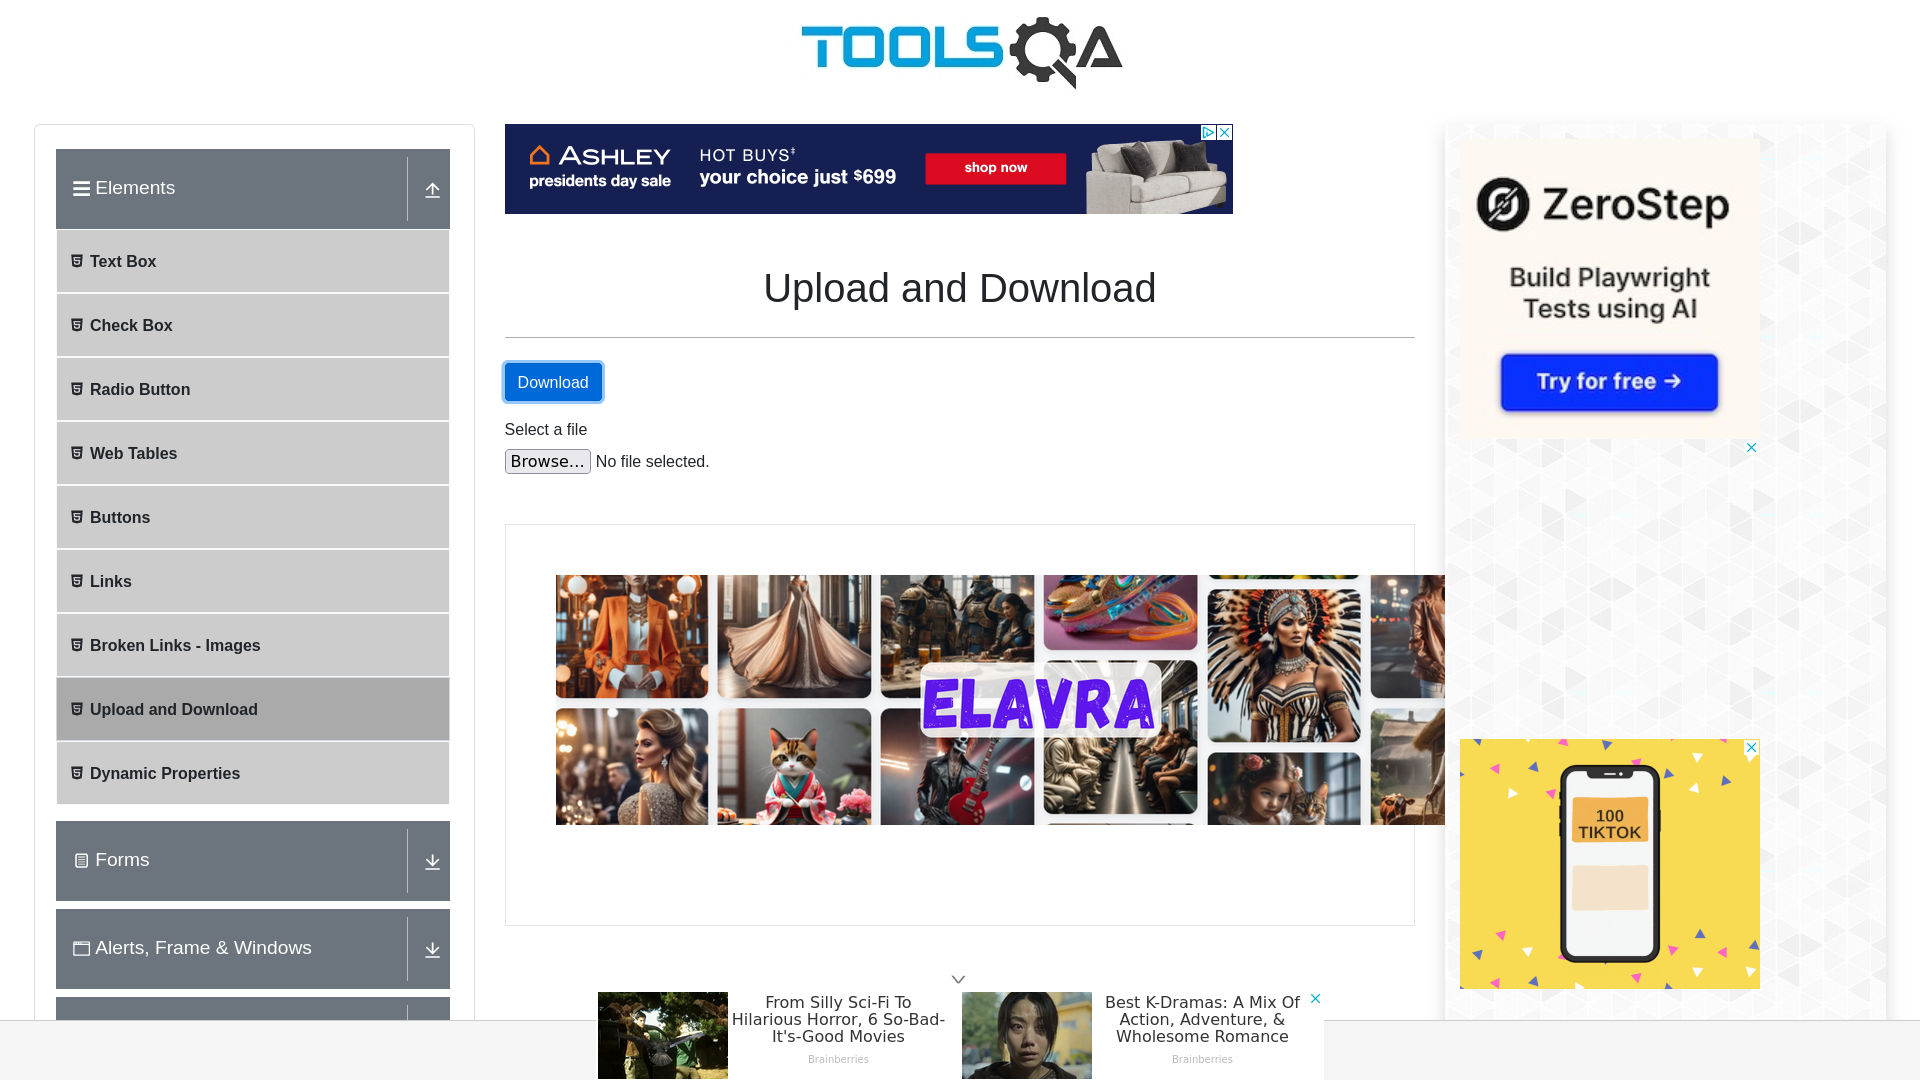 TOOLSQA
Elements
Text Box
Check Box
Radio Button
Web Tables
Buttons
Links
Broken Links - Images
Upload and Download
Dynamic Properties
Forms
Alerts, Frame & Windows
ASHLEY
presidents day sale
HOT BUYS‡
your choice just $699
shop now
Upload and Download
Download
Select a file
Browse... No file selected.
ELAVRA
ZeroStep
Build Playwright
Tests using AI
Try for free →
100
TIKTOK
From Silly Sci-Fi To
Hilarious Horror, 6 So-Bad-
It's-Good Movies
Brainberries
Best K-Dramas: A Mix Of
Action, Adventure, &
Wholesome Romance
Brainberries